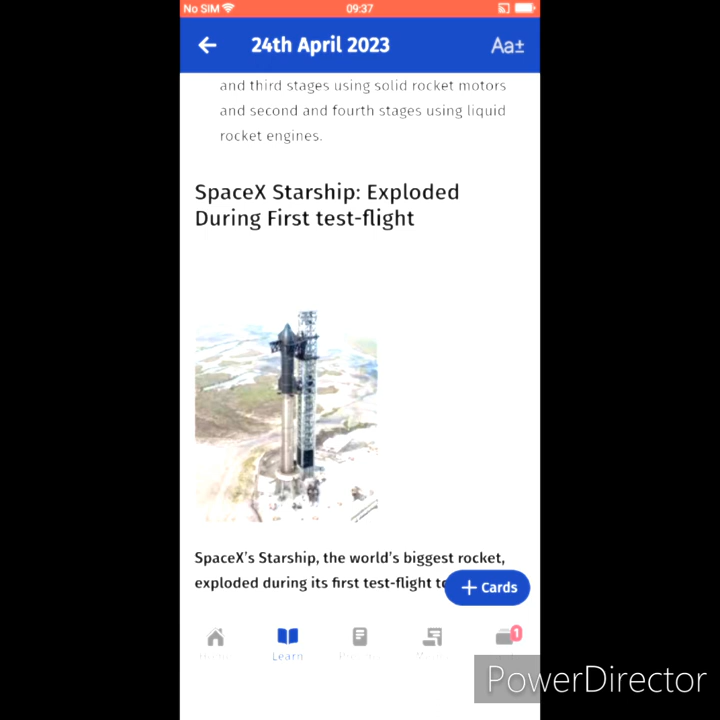 No SIM
09:37
24th April 2023
Aa±
and third stages using solid rocket motors
and second and fourth stages using liquid
rocket engines.
SpaceX Starship: Exploded
During First test-flight
SpaceX's Starship, the world's biggest rocket,
exploded during its first test-flight
+ Cards
1
Learn
PowerDirector